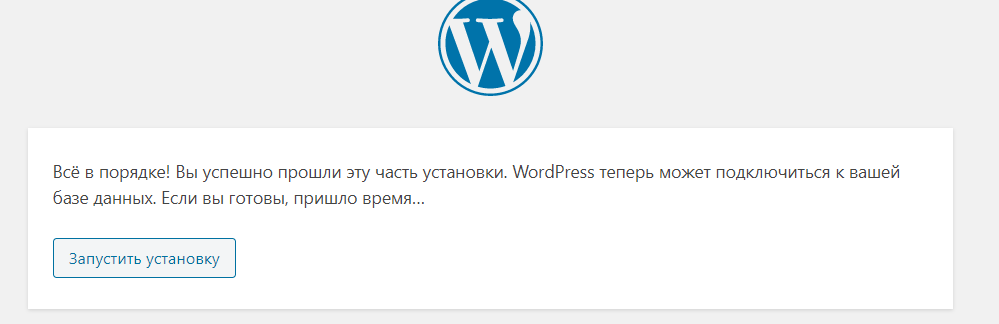 Всё в порядке! Вы успешно прошли эту часть установки. WordPress теперь может подключиться к вашей
базе данных. Если вы готовы, пришло время…
Запустить установку